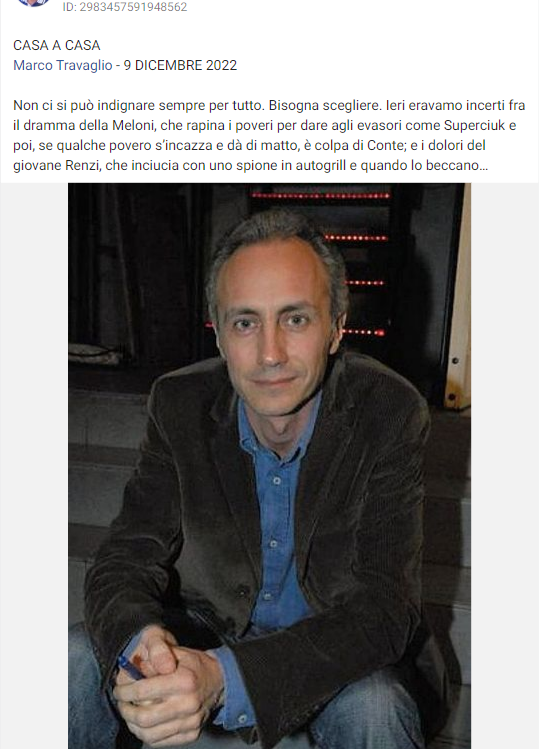 ID: 2983457591948562
CASA A CASA
Marco Travaglio - 9 DICEMBRE 2022
Non ci si può indignare sempre per tutto. Bisogna scegliere. Ieri eravamo incerti fra
il dramma della Meloni, che rapina i poveri per dare agli evasori come Superciuk e
poi, se qualche povero s’incazza e dà di matto, è colpa di Conte; e i dolori del
giovane Renzi, che inciucia con uno spione in autogrill e quando lo beccano…